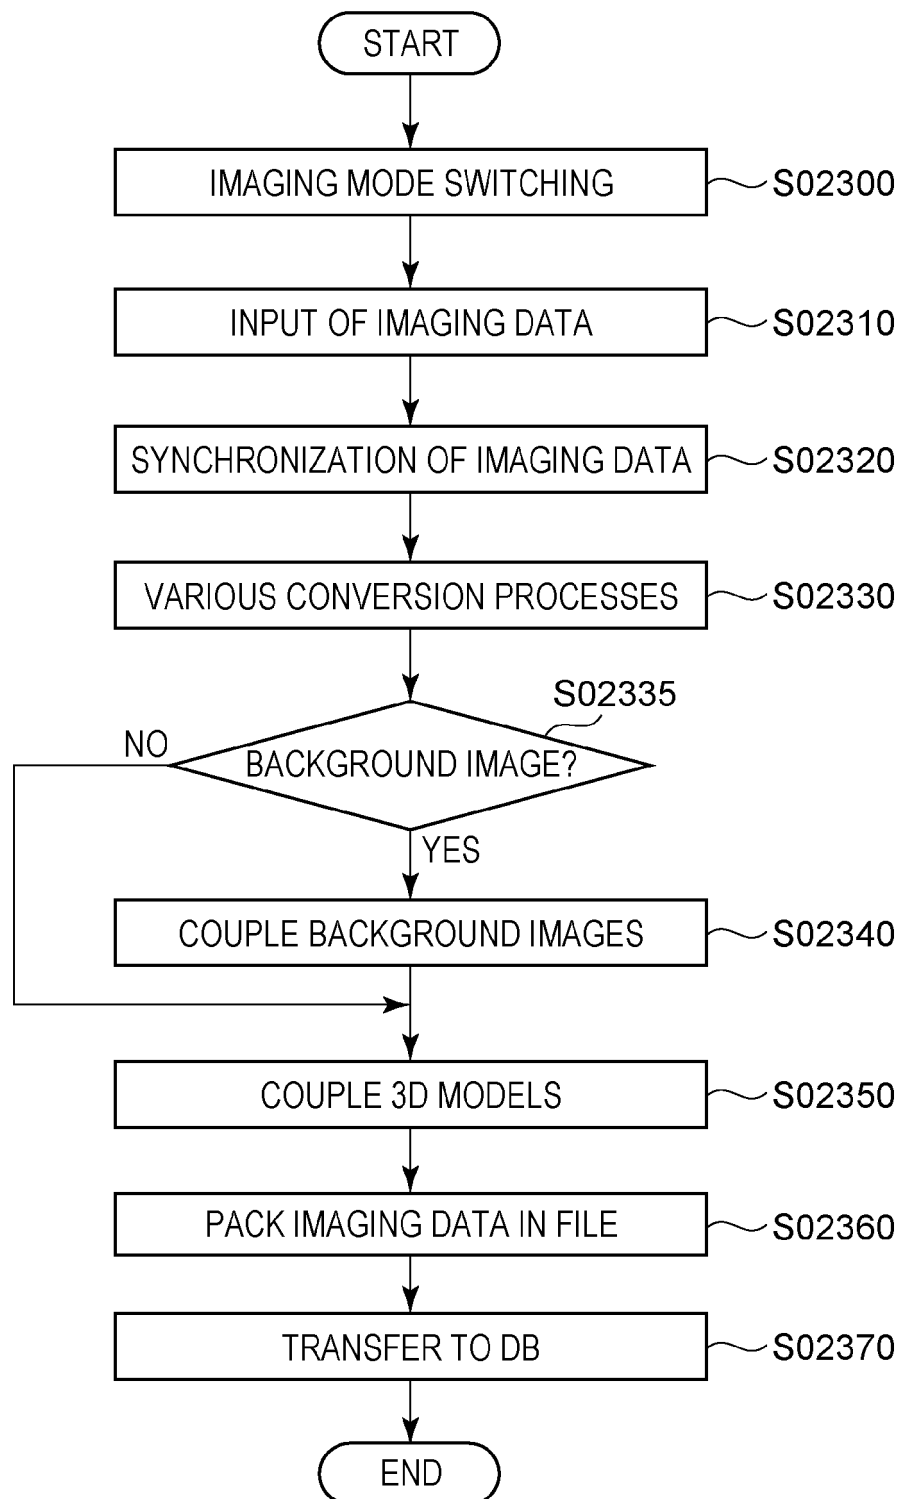 START
IMAGING MODE SWITCHING S02300
INPUT OF IMAGING DATA S02310
SYNCHRONIZATION OF IMAGING DATA S02320
VARIOUS CONVERSION PROCESSES S02330
S02335
NO
BACKGROUND IMAGE?
YES
COUPLE BACKGROUND IMAGES S02340
COUPLE 3D MODELS S02350
PACK IMAGING DATA IN FILE S02360
TRANSFER TO DB S02370
END